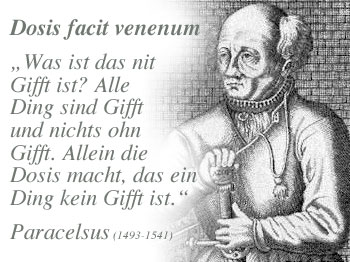 Dosis facit venenum
„Was ist das nit
Gifft ist? Alle
Ding sind Gifft
und nichts ohn
Gifft. Allein die
Dosis macht, das ein
Ding kein Gifft ist.“
Paracelsus (1493-1541)